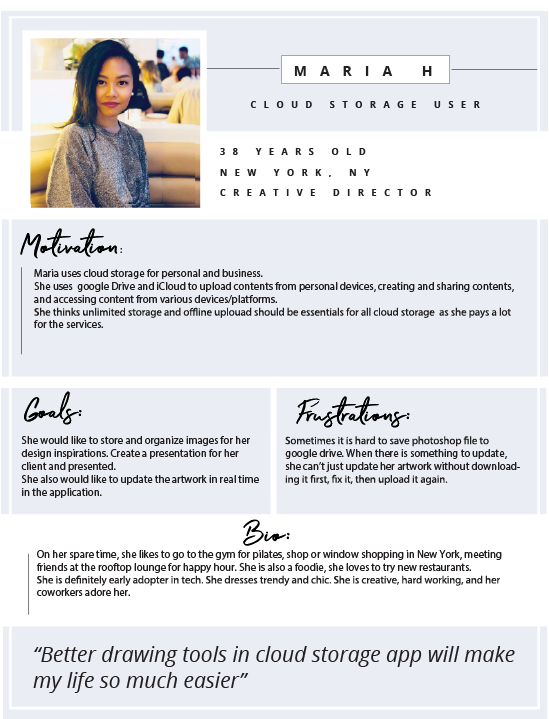 MARIA H
CLOUD STORAGE USER
38 YEARS OLD
NEW YORK, NY
CREATIVE DIRECTOR
Motivation:
Maria uses cloud storage for personal and business.
She uses google Drive and iCloud to upload contents from personal devices, creating and sharing contents,
and accessing content from various devices/platforms.
She thinks unlimited storage and offline uplouad should be essentials for all cloud storage as she pays a lot
for the services.
Goals:
She would like to store and organize images for her
design inspirations. Create a presentation for her
client and presented.
She also would like to update the artwork in real time
in the application.
Frustrations:
Sometimes it is hard to save photoshop file to
google drive. When there is something to update,
she can't just update her artwork without download-
ing it first, fix it, then upload it again.
Bio:
On her spare time, she likes to go to the gym for pilates, shop or window shopping in New York, meeting
friends at the rooftop lounge for happy hour. She is also a foodie, she loves to try new restaurants.
She is definitely early adopter in tech. She dresses trendy and chic. She is creative, hard working, and her
coworkers adore her.
“Better drawing tools in cloud storage app will make
my life so much easier”